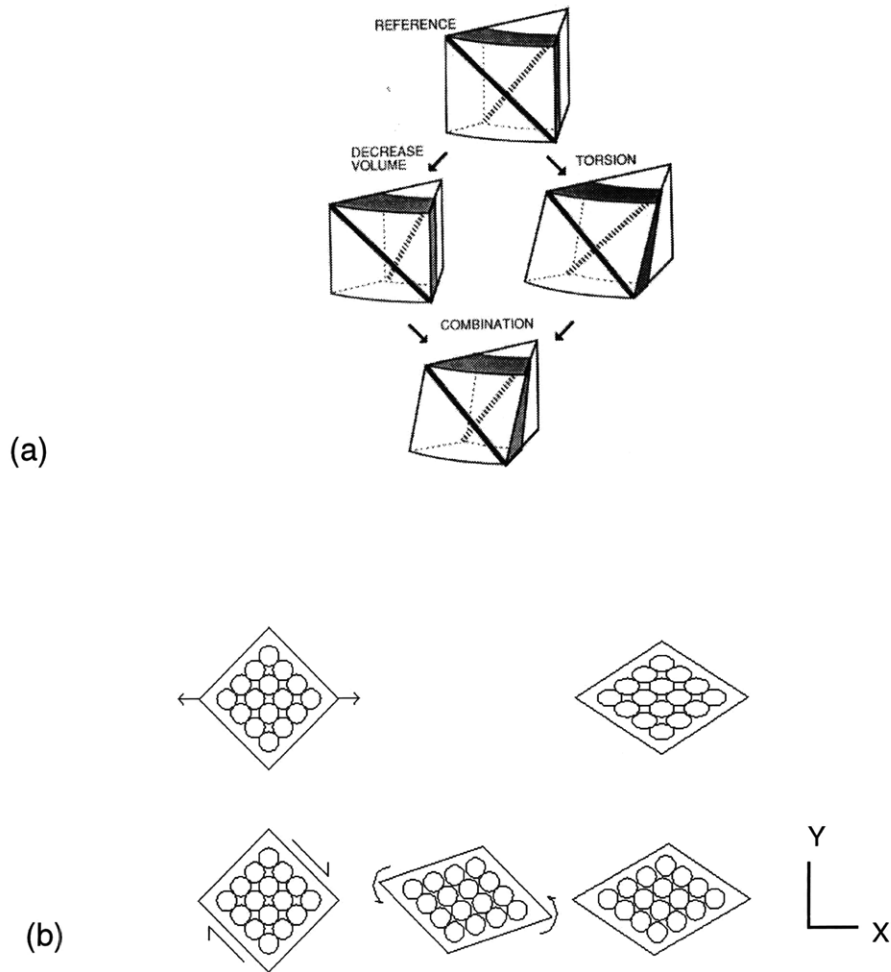 REFERENCE
DECREASE
VOLUME
TORSION
COMBINATION
(a)
Y
X
(b)